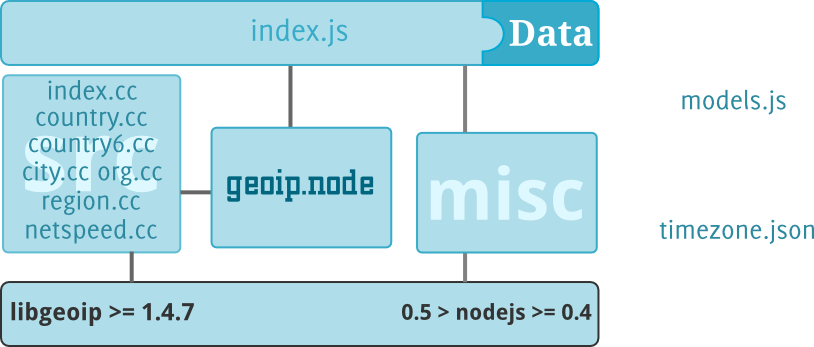 index.js
Data
index.cc
country.cc
src
country6.cc
city.cc org.cc
region.cc
netspeed.cc
geoip.node
misc
models.js
timezone.json
libgeoip >= 1.4.7
0.5 > nodejs >= 0.4